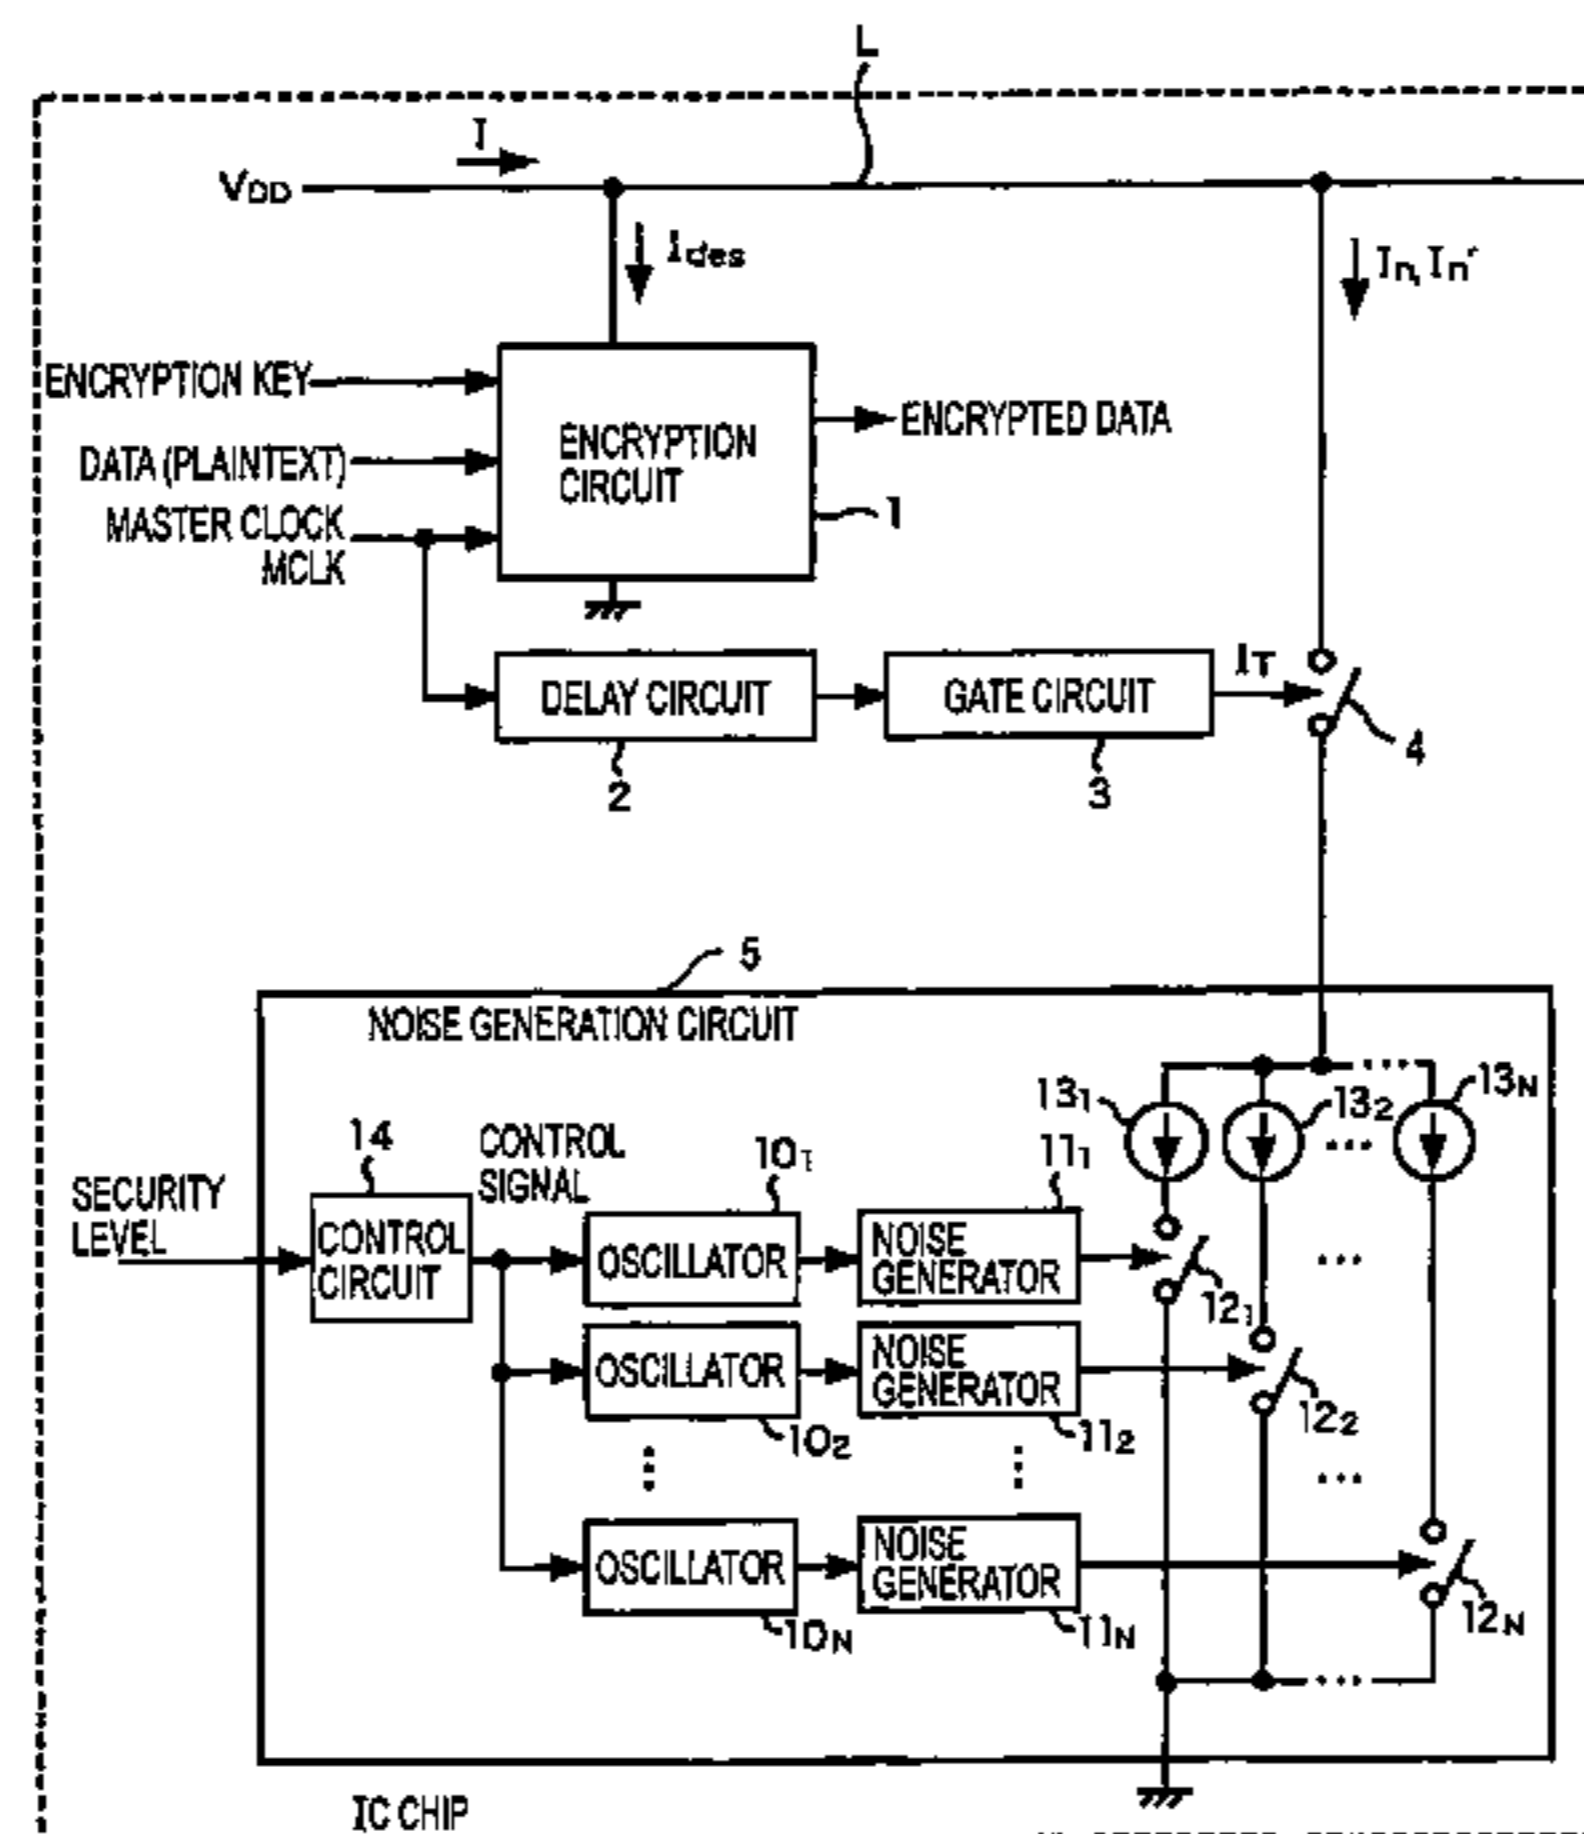 L
I
VDD
Ides
In, In'
ENCRYPTION KEY
DATA (PLAINTEXT)
MASTER CLOCK
MCLK
ENCRYPTION
CIRCUIT
ENCRYPTED DATA
1
DELAY CIRCUIT
GATE CIRCUIT
IT
2
3
4
5
NOISE GENERATION CIRCUIT
131
132
13N
...
14
CONTROL
SIGNAL
101
111
SECURITY
LEVEL
CONTROL
CIRCUIT
OSCILLATOR
NOISE
GENERATOR
121
...
OSCILLATOR
NOISE
GENERATOR
102
112
122
...
OSCILLATOR
NOISE
GENERATOR
10N
11N
12N
...
IC CHIP